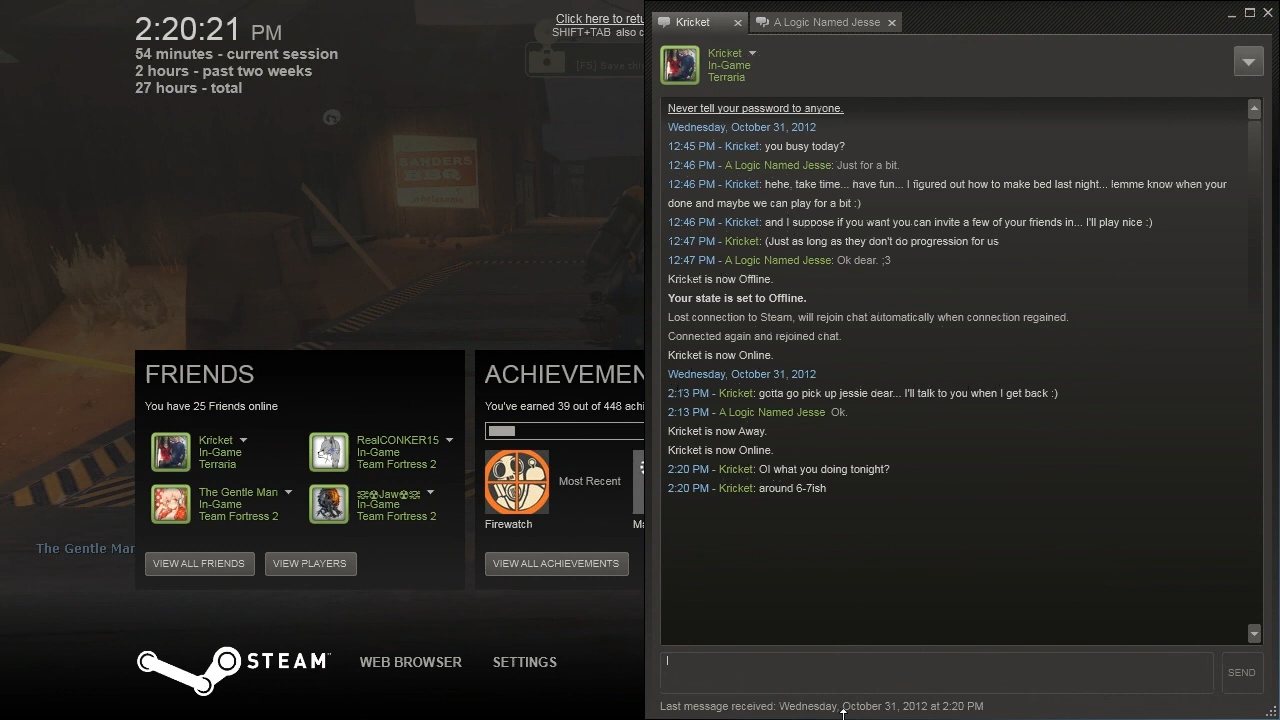 2:20:21 PM
54 minutes - current session
2 hours - past two weeks
27 hours - total
Click here to retu
SHIFT+TAB also c
[F5] Save this
BANDERS
BBQ
FRIENDS
You have 25 Friends online
Kricket
In-Game
Terraria
RealCONKER15
In-Game
Team Fortress 2
The Gentle Man
In-Game
Team Fortress 2
Jaw
In-Game
Team Fortress 2
VIEW ALL FRIENDS
VIEW PLAYERS
The Gentle Man
ACHIEVEMEN
You've earned 39 out of 448 achi
Most Recent
Firewatch
Ma
VIEW ALL ACHIEVEMENTS
STEAM™
WEB BROWSER
SETTINGS
Kricket
A Logic Named Jesse
Kricket
In-Game
Terraria
Never tell your password to anyone.
Wednesday, October 31, 2012
12:45 PM - Kricket: you busy today?
12:46 PM - A Logic Named Jesse: Just for a bit.
12:46 PM - Kricket: hehe, take time... have fun... I figured out how to make bed last night... lemme know when your
done and maybe we can play for a bit :)
12:46 PM - Kricket: and I suppose if you want you can invite a few of your friends in... I'll play nice :)
12:47 PM - Kricket: (Just as long as they don't do progression for us
12:47 PM - A Logic Named Jesse: Ok dear. ;3
Kricket is now Offline.
Your state is set to Offline.
Lost connection to Steam, will rejoin chat automatically when connection regained.
Connected again and rejoined chat.
Kricket is now Online.
Wednesday, October 31, 2012
2:13 PM - Kricket: gotta go pick up jessie dear... I'll talk to you when I get back :)
2:13 PM - A Logic Named Jesse Ok.
Kricket is now Away.
Kricket is now Online.
2:20 PM - Kricket: OI what you doing tonight?
2:20 PM - Kricket: around 6-7ish
SEND
Last message received: Wednesday, October 31, 2012 at 2:20 PM